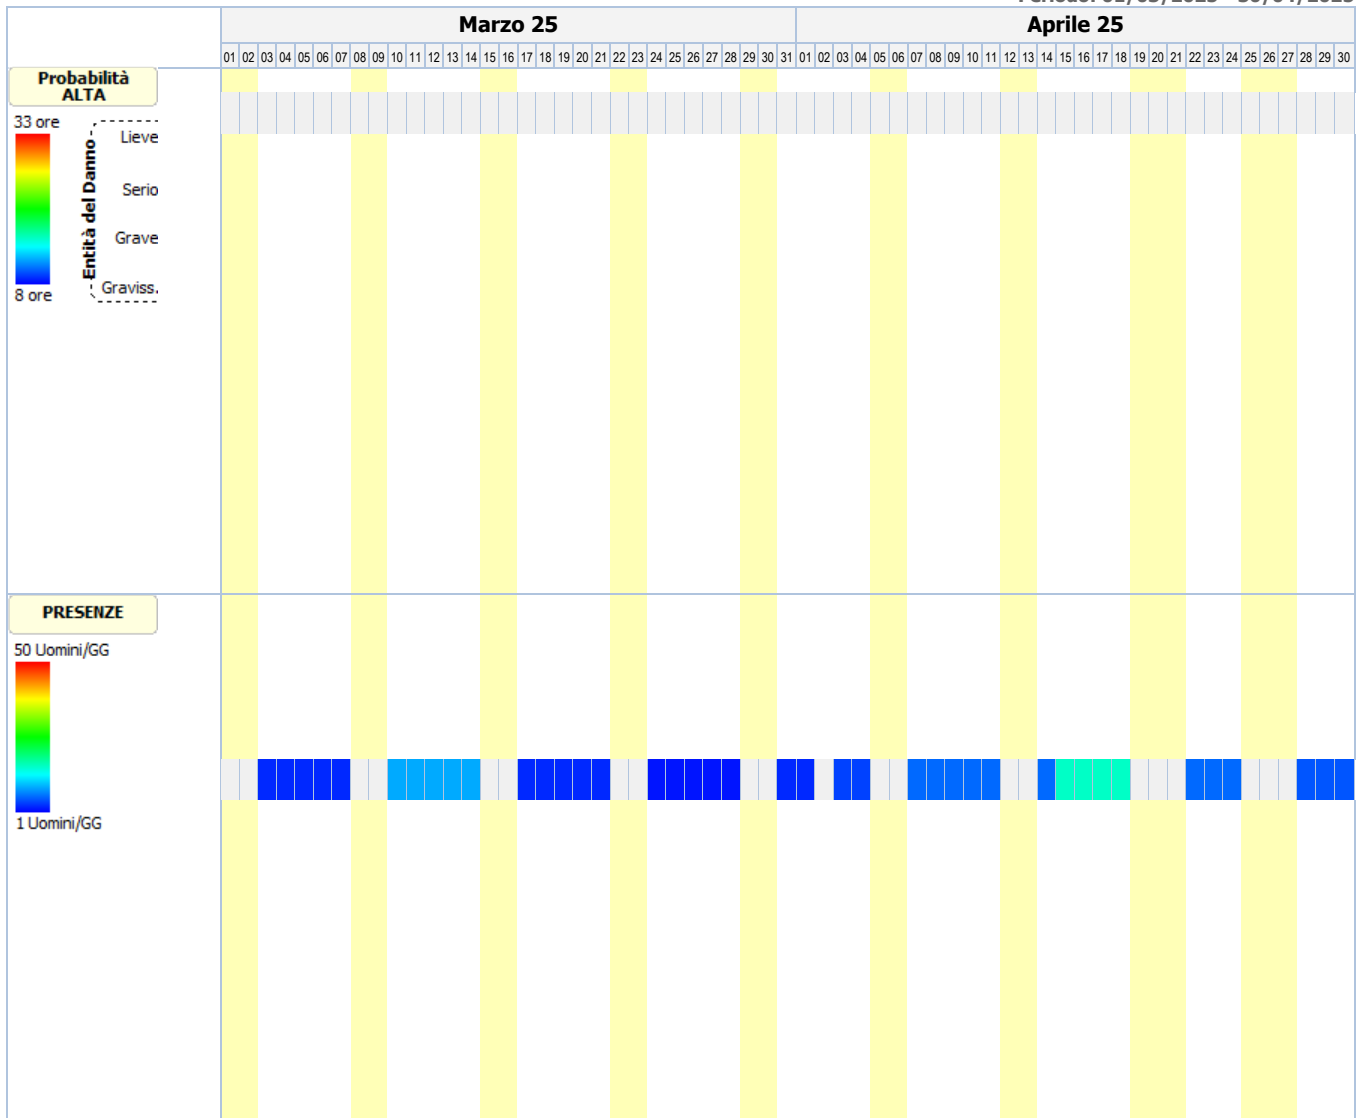 Marzo 25 Aprile 25
01 02 03 04 05 06 07 08 09 10 11 12 13 14 15 16 17 18 19 20 21 22 23 24 25 26 27 28 29 30 31 01 02 03 04 05 06 07 08 09 10 11 12 13 14 15 16 17 18 19 20 21 22 23 24 25 26 27 28 29 30
Probabilità
ALTA
33 ore
Entità del Danno
Lieve
Serio
Grave
Graviss.
8 ore
PRESENZE
50 Uomini/GG
1 Uomini/GG